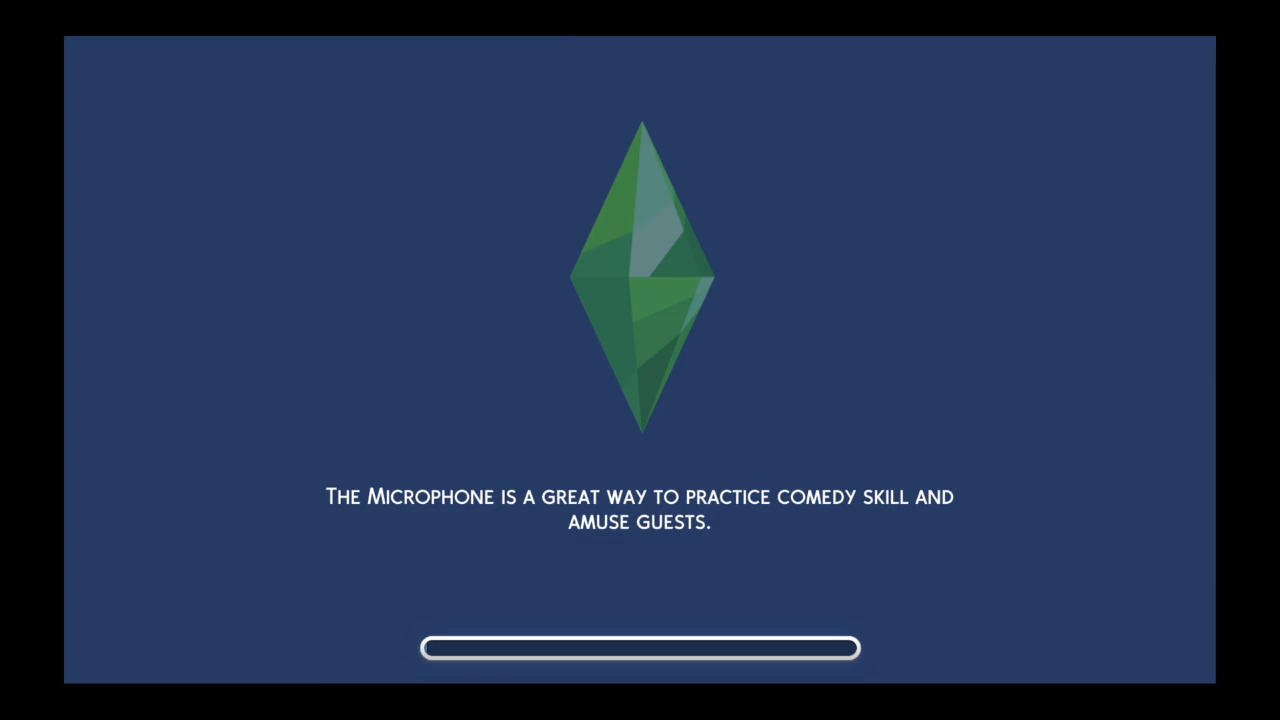 The Microphone is a great way to practice comedy skill and
amuse guests.